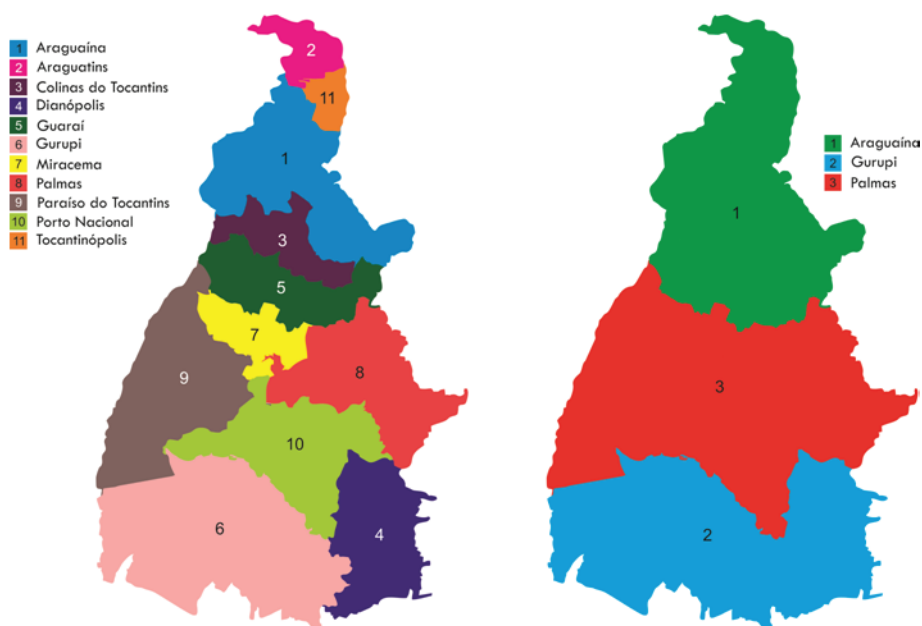 1 Araguaína
2 Araguatins
3 Colinas do Tocantins
4 Dianópolis
5 Guaraí
6 Gurupi
7 Miracema
8 Palmas
9 Paraíso do Tocantins
10 Porto Nacional
11 Tocantinópolis
2
11
1
3
5
7
9
8
10
6
4
1 Araguaína
2 Gurupi
3 Palmas
1
3
2